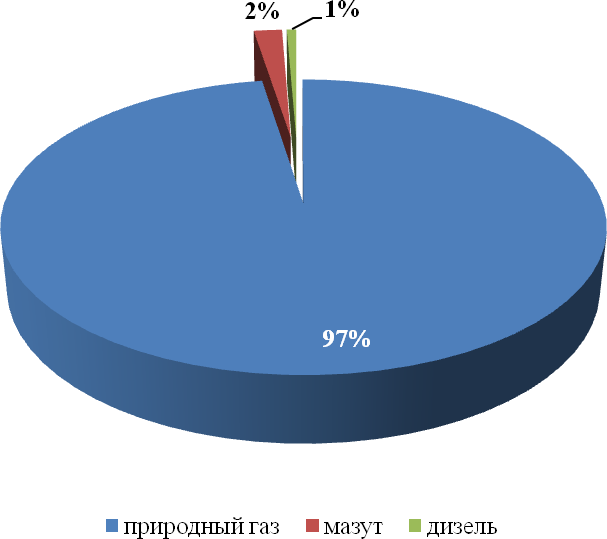 2%
1%
97%
природный газ
мазут
дизель